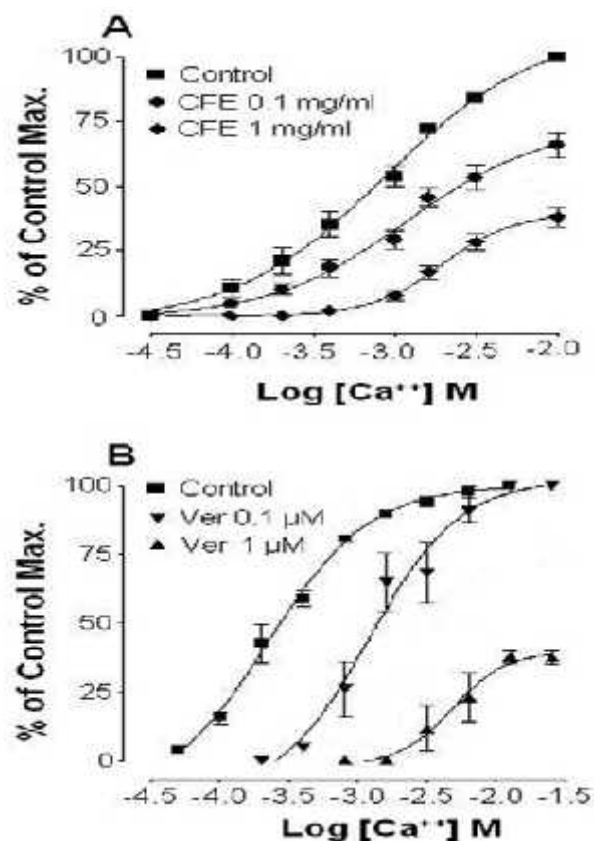 A
100
75
50
25
0
% of Control Max.
Control
CFE 0.1 mg/ml
CFE 1 mg/ml
-4.5 -4.0 -3.5 -3.0 -2.5 -2.0
Log [Ca⁺⁺] M
B
100
75
50
25
0
% of Control Max.
Control
Ver 0.1 µM
Ver 1 µM
-4.5 -4.0 -3.5 -3.0 -2.5 -2.0 -1.5
Log [Ca⁺⁺] M